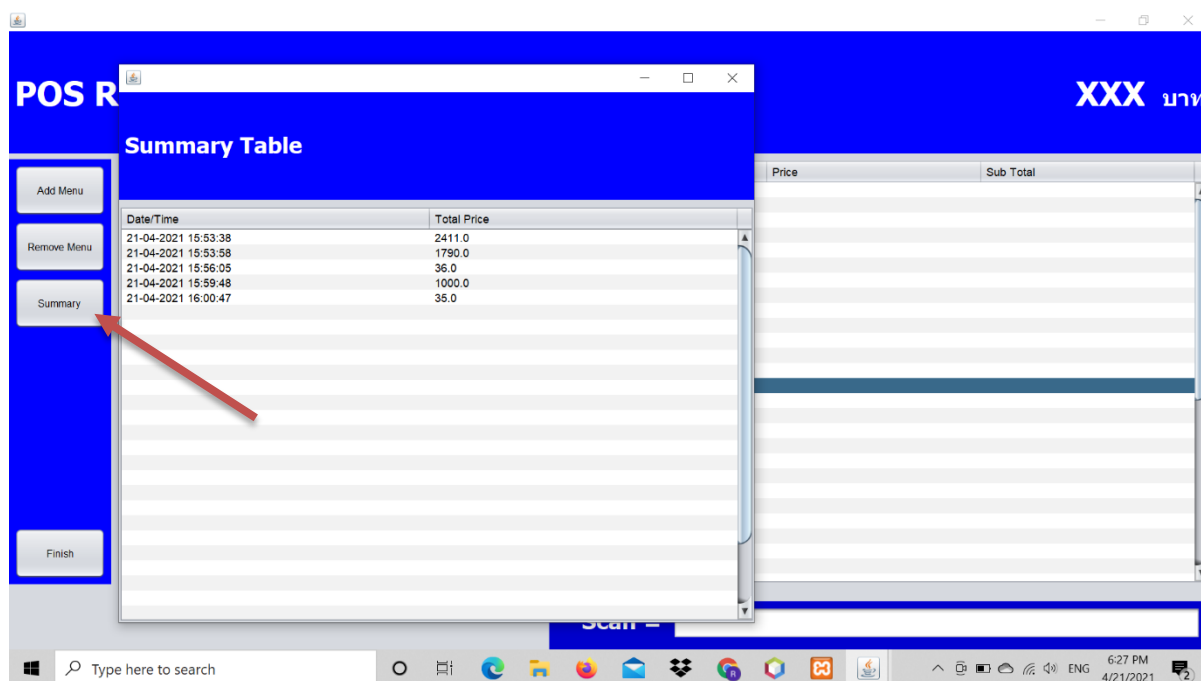 POS R
XXX บาท
Summary Table
Add Menu
Remove Menu
Summary
Finish
Date/Time Total Price
21-04-2021 15:53:38 2411.0
21-04-2021 15:53:58 1790.0
21-04-2021 15:56:05 36.0
21-04-2021 15:59:48 1000.0
21-04-2021 16:00:47 35.0
Price Sub Total
Scan =
Type here to search
ENG
6:27 PM
4/21/2021
2